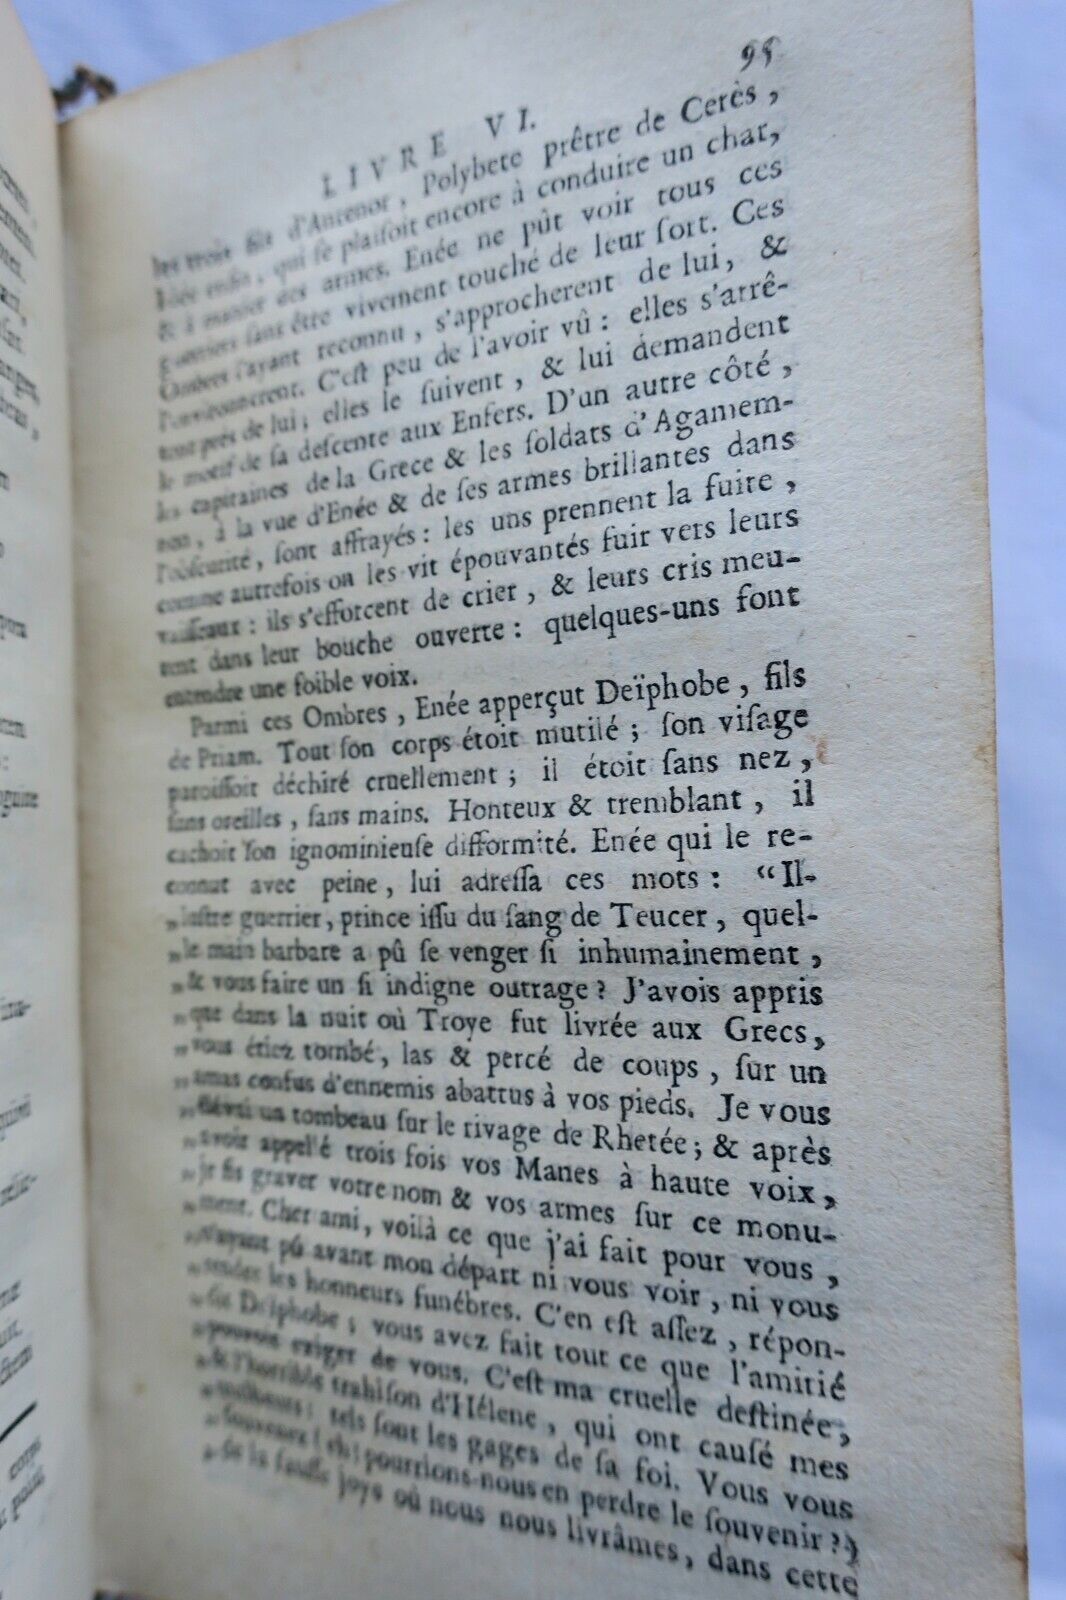 95
LIVRE VI.
les trois fils d'Antenor, Polybete prêtre de Cerès,
Idée enfin, qui se plaisoit encore à conduire un char,
& à manier des armes. Enée ne pût voir tous ces
guerriers sans être vivement touché de leur sort. Ces
Ombres l'ayant reconnu, s'approcherent de lui, &
l'environnerent. C'est peu de l'avoir vû : elles s'arrê-
tent près de lui ; elles le suivent, & lui demandent
le motif de sa descente aux Enfers. D'un autre côté,
les capitaines de la Grece & les soldats d'Agamem-
non, à la vue d'Enée & de ses armes brillantes dans
l'obscurité, sont affrayés : les uns prennent la fuite,
comme autrefois on les vit épouvantés fuir vers leurs
vaisseaux : ils s'efforcent de crier, & leurs cris meu-
rent dans leur bouche ouverte : quelques-uns font
entendre une foible voix.
Parmi ces Ombres, Enée apperçut Deïphobe, fils
de Priam. Tout son corps étoit mutilé ; son visage
paroissoit déchiré cruellement ; il étoit sans nez,
sans oreilles, sans mains. Honteux & tremblant, il
cachoit son ignominieuse difformité. Enée qui le re-
connut avec peine, lui adressa ces mots : “Il-
„lustre guerrier, prince issu du sang de Teucer, quel-
„le main barbare a pû se venger si inhumainement,
„& vous faire un si indigne outrage ? J'avois appris
„que dans la nuit où Troye fut livrée aux Grecs,
„vous étiez tombé, las & percé de coups, sur un
„amas confus d'ennemis abattus à vos pieds. Je vous
„élevai un tombeau sur le rivage de Rhetée ; & après
„avoir appellé trois fois vos Manes à haute voix,
„je fis graver votre nom & vos armes sur ce monu-
„ment. Cher ami, voilà ce que j'ai fait pour vous,
„n'ayant pû avant mon départ ni vous voir, ni vous
„rendre les honneurs funébres. C'en est assez, répon-
„dit Deïphobe ; vous avez fait tout ce que l'amitié
„pouvoit exiger de vous. C'est ma cruelle destinée,
„& l'horrible trahison d'Hélene, qui ont causé mes
„malheurs ; tels sont les gages de sa foi. Vous vous
„souvenez (eh ! pourrions-nous en perdre le souvenir ?)
„de la fausse joye où nous nous livrâmes, dans cette